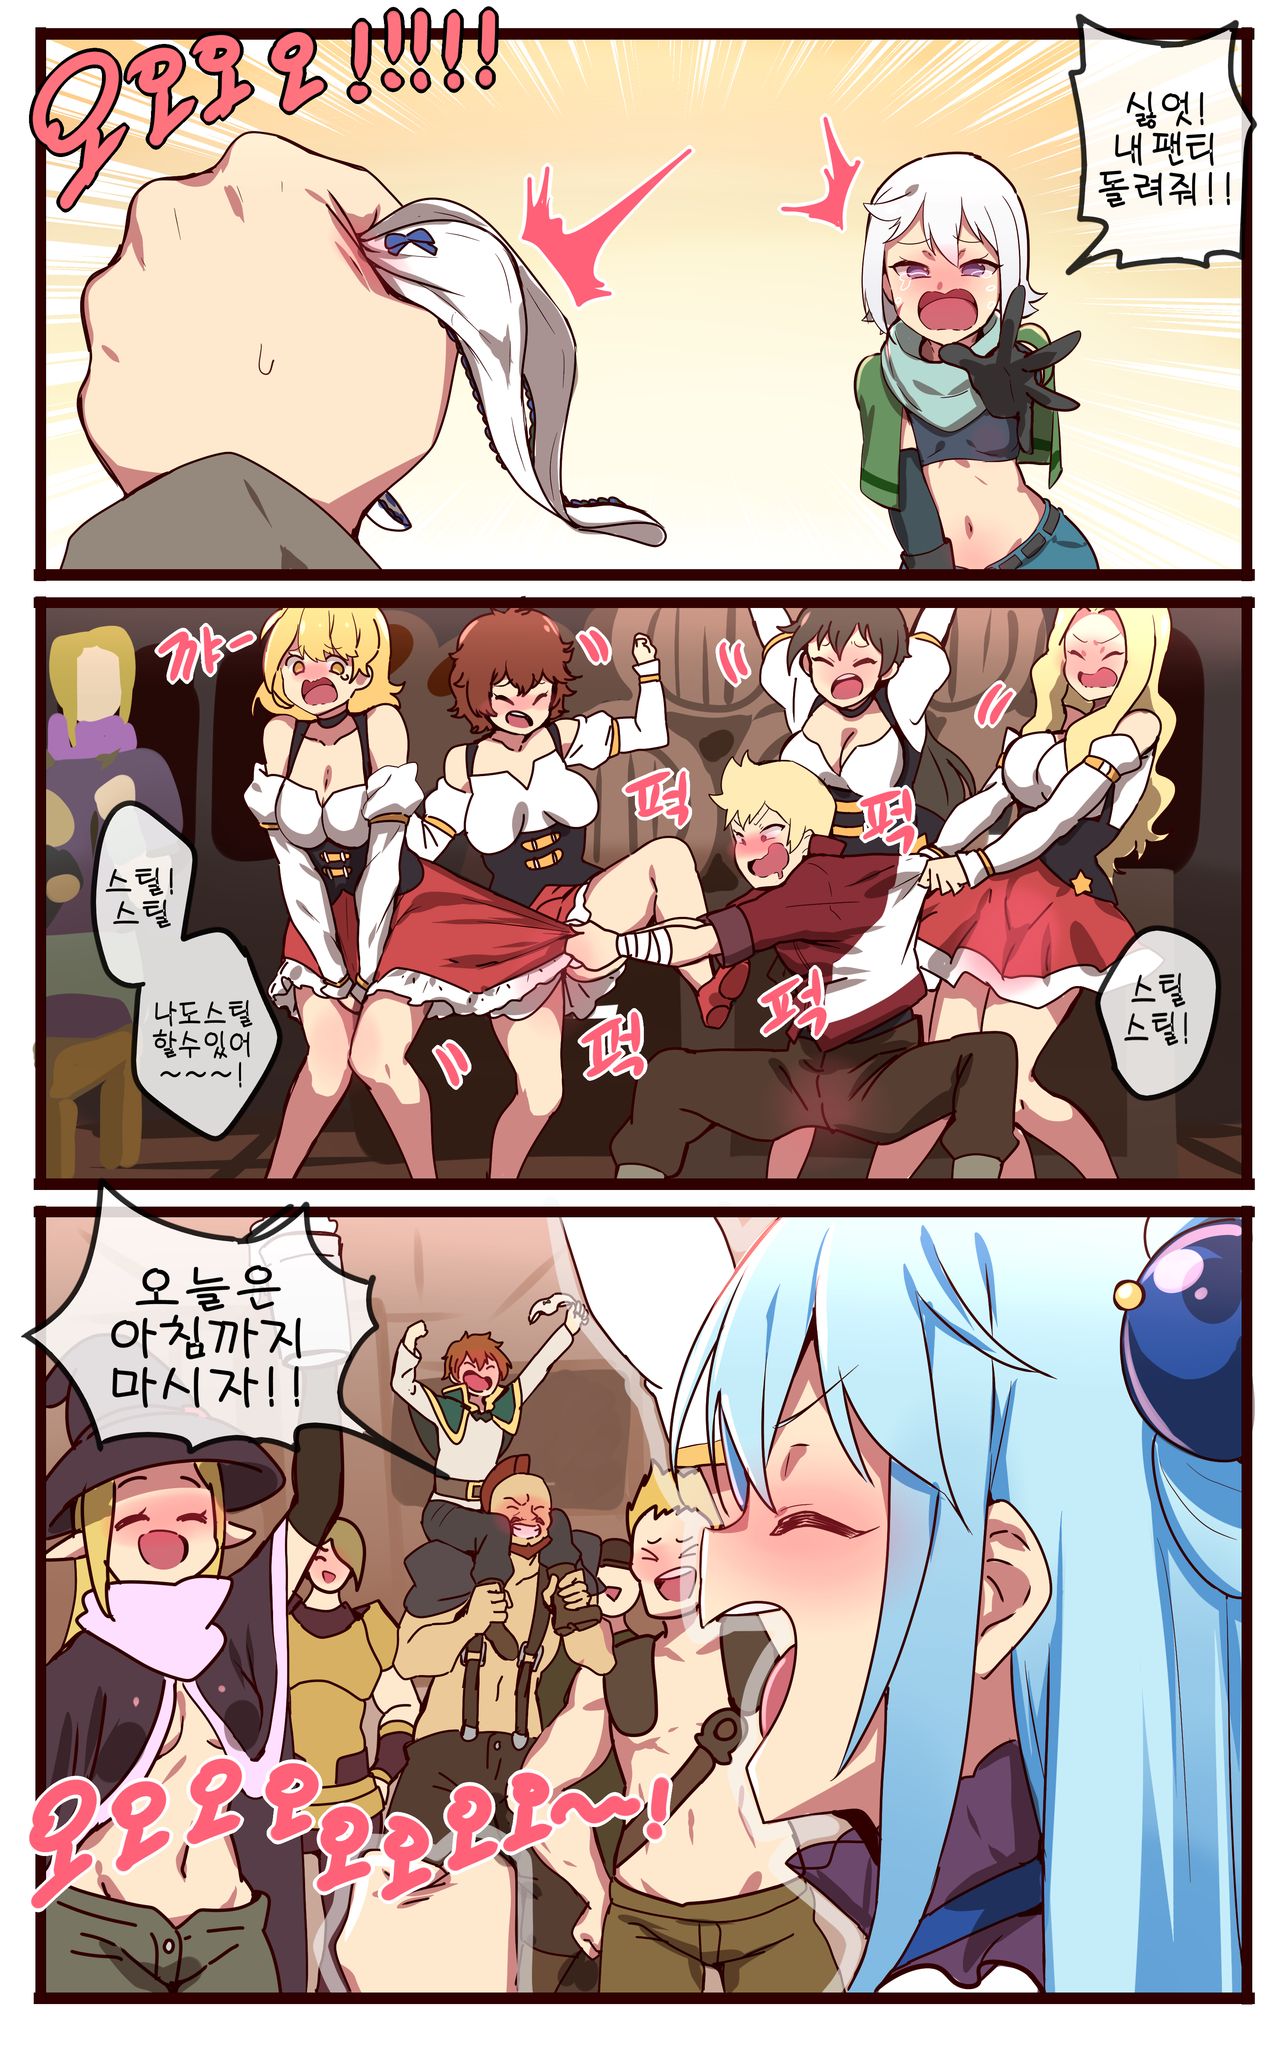 오오오오!!!!!
싫엇!
내 팬티
돌려줘!!
꺄-
퍽
퍽
스틸!
스틸
나도스틸
할수있어
~~~~!
퍽
퍽
스틸
스틸!
오늘은
아침까지
마시자!!
오오오오오오오오~!